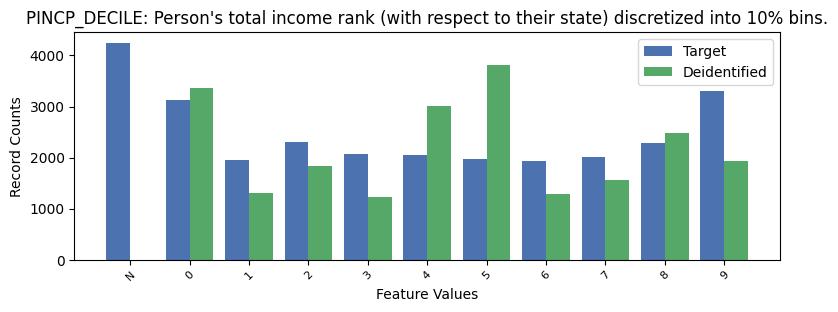 PINCP_DECILE: Person's total income rank (with respect to their state) discretized into 10% bins.
Target
Deidentified
4000
3000
2000
1000
0
Record Counts
N 0 1 2 3 4 5 6 7 8 9
Feature Values